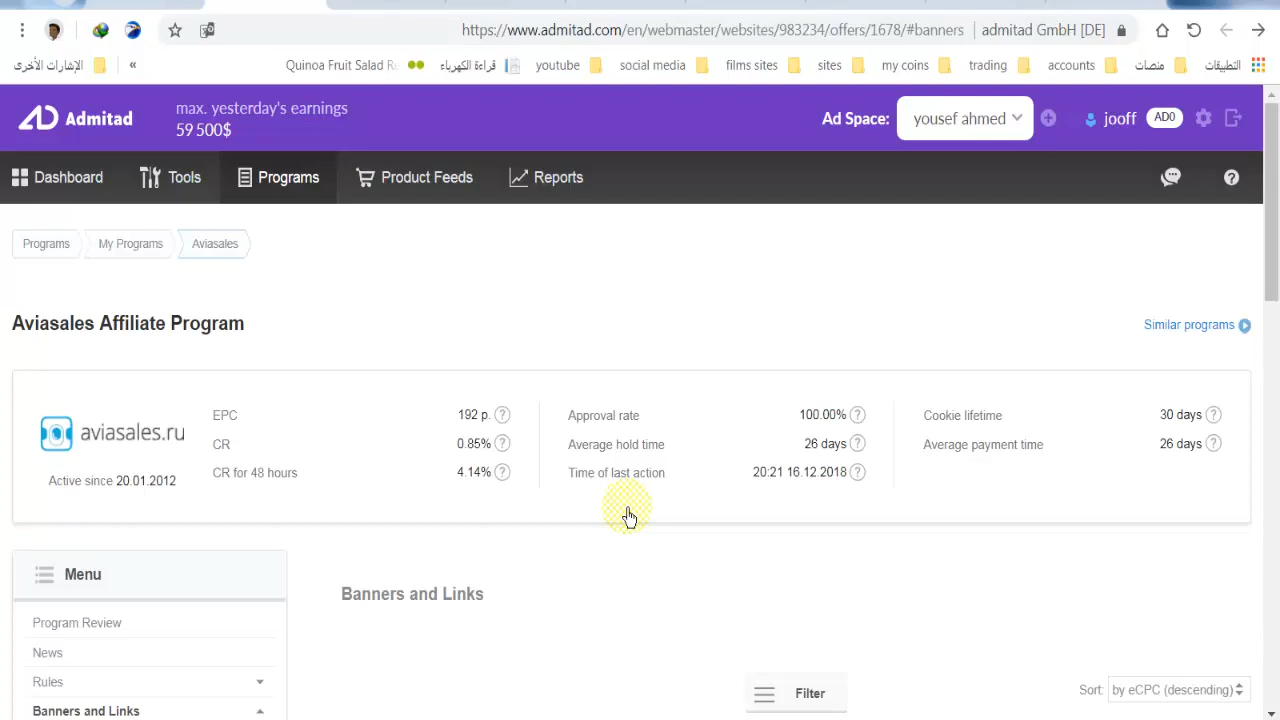 https://www.admitad.com/en/webmaster/websites/983234/offers/1678/#banners admitad GmbH [DE]
الإشارات الأخرى « Quinoa Fruit Salad Re قراءة الكهرباء youtube social media films sites sites my coins trading accounts منصات التطبيقات
Admitad
max. yesterday's earnings
59 500$
Ad Space: yousef ahmed jooff AD0
Dashboard Tools Programs Product Feeds Reports
Programs My Programs Aviasales
Aviasales Affiliate Program
Similar programs
aviasales.ru
Active since 20.01.2012
EPC 192 p. ?
CR 0.85% ?
CR for 48 hours 4.14% ?
Approval rate 100.00% ?
Average hold time 26 days ?
Time of last action 20:21 16.12.2018 ?
Cookie lifetime 30 days ?
Average payment time 26 days ?
Menu
Program Review
News
Rules
Banners and Links
Banners and Links
Filter
Sort: by eCPC (descending)